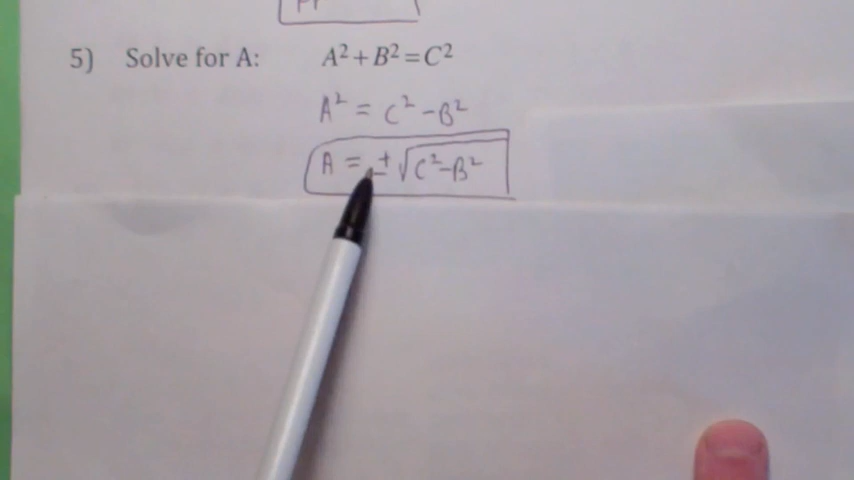 5) Solve for A: A²+B²=C²
A² = C² -B²
A = ± √C²-B²